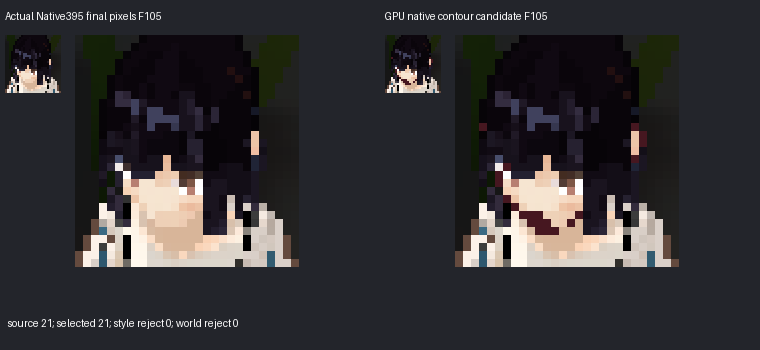 Actual Native395 final pixels F105
GPU native contour candidate F105
source 21; selected 21; style reject 0; world reject 0